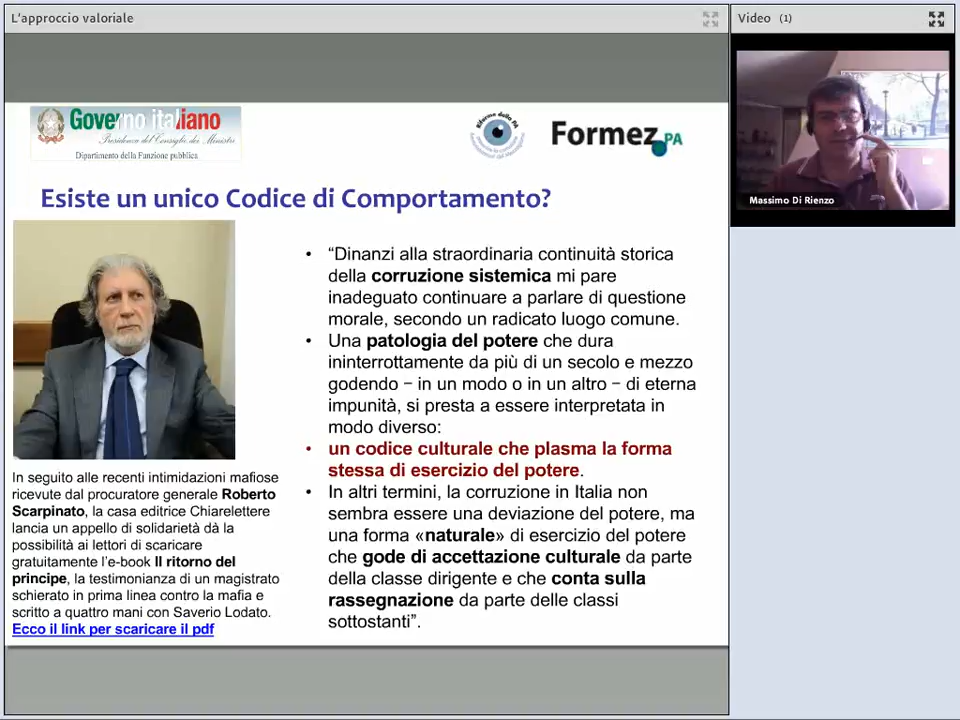 L'approccio valoriale
Video (1)
Governo italiano
Presidenza del Consiglio dei Ministri
Dipartimento della Funzione pubblica
Formez PA
Massimo Di Rienzo
Esiste un unico Codice di Comportamento?
• “Dinanzi alla straordinaria continuità storica
della corruzione sistemica mi pare
inadeguato continuare a parlare di questione
morale, secondo un radicato luogo comune.
• Una patologia del potere che dura
ininterrottamente da più di un secolo e mezzo
godendo − in un modo o in un altro − di eterna
impunità, si presta a essere interpretata in
modo diverso:
• un codice culturale che plasma la forma
stessa di esercizio del potere.
• In altri termini, la corruzione in Italia non
sembra essere una deviazione del potere, ma
una forma «naturale» di esercizio del potere
che gode di accettazione culturale da parte
della classe dirigente e che conta sulla
rassegnazione da parte delle classi
sottostanti”.
In seguito alle recenti intimidazioni mafiose
ricevute dal procuratore generale Roberto
Scarpinato, la casa editrice Chiarelettere
lancia un appello di solidarietà dà la
possibilità ai lettori di scaricare
gratuitamente l'e-book Il ritorno del
principe, la testimonianza di un magistrato
schierato in prima linea contro la mafia e
scritto a quattro mani con Saverio Lodato.
Ecco il link per scaricare il pdf